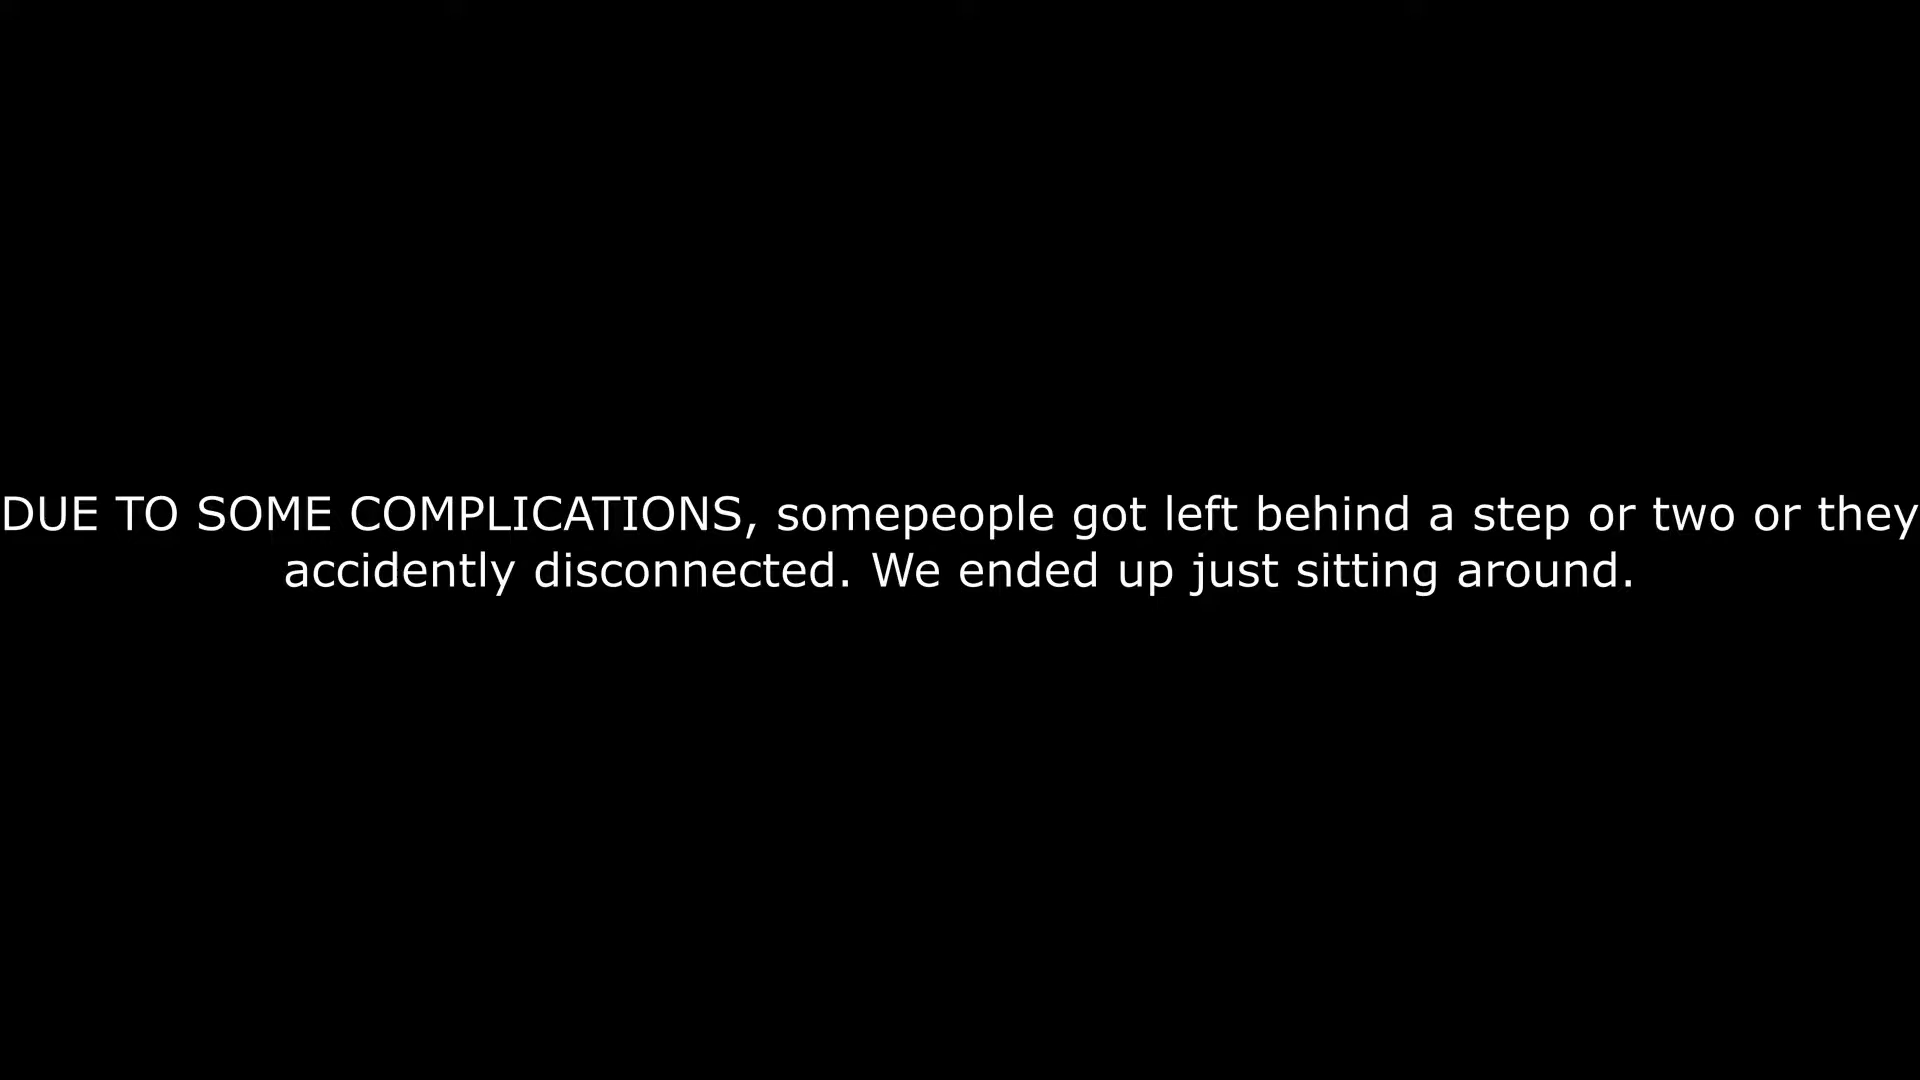 DUE TO SOME COMPLICATIONS, somepeople got left behind a step or two or they
accidently disconnected. We ended up just sitting around.